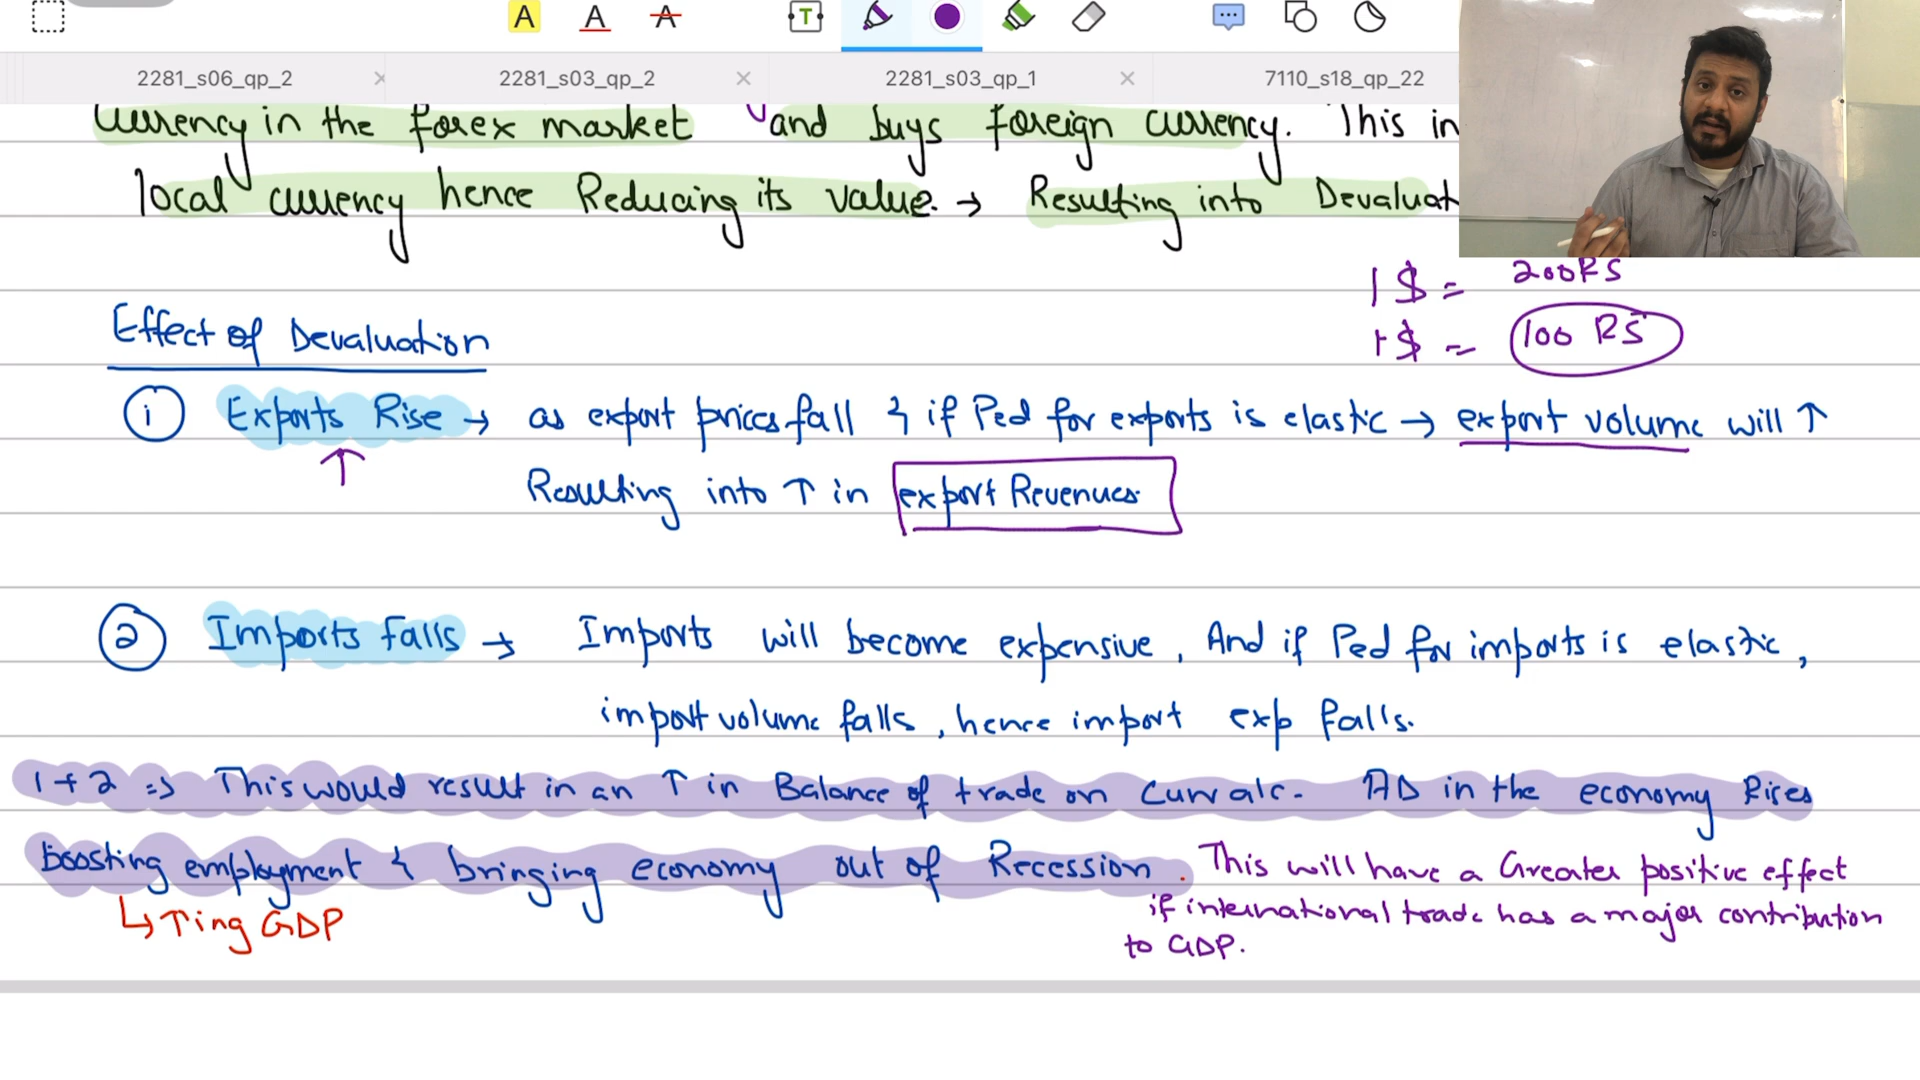 A A A T
2281_s06_qp_2 × 2281_s03_qp_2 × 2281_s03_qp_1 × 7110_s18_qp_22
currency in the forex market and buys foreign currency. This in
local currency hence Reducing its value. → Resulting into Devaluat
1 $ = 200RS
1 $ = 100 RS
Effect of Devaluation
① Exports Rise → as export prices fall & if Ped for exports is elastic → export volume will ↑
↑
Resulting into ↑ in export Revenues.
② Imports falls → Imports will become expensive, And if Ped for imports is elastic,
import volume falls, hence import exp falls.
1 + 2 => This would result in an ↑ in Balance of trade on Curr a/c. AD in the economy Rises
boosting employment & bringing economy out of Recession. This will have a Greater positive effect
↳ ↑ing GDP if international trade has a major contribution
to GDP.